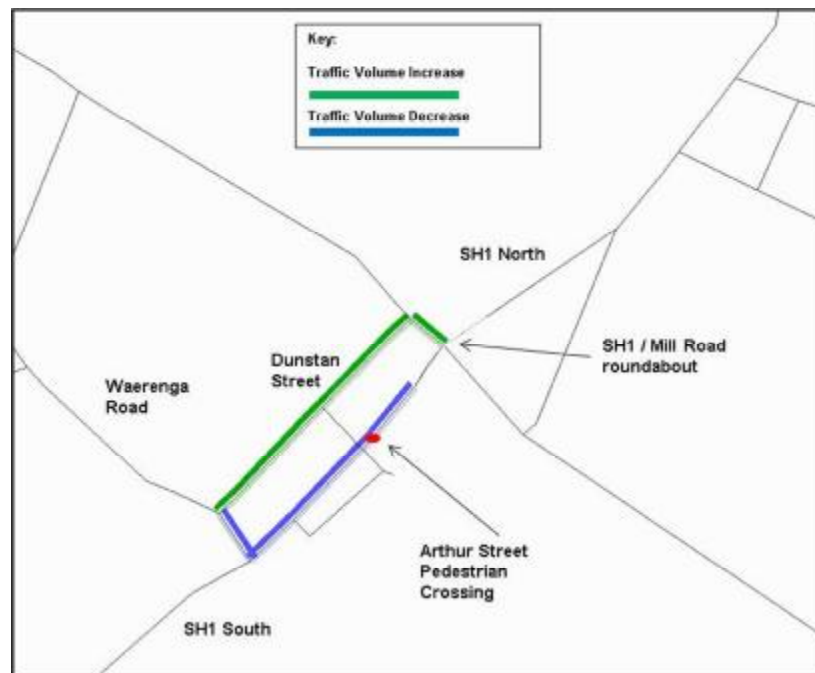 Key:
Traffic Volume Increase
Traffic Volume Decrease
SH1 North
SH1 / Mill Road
roundabout
Dunstan
Street
Waerenga
Road
Arthur Street
Pedestrian
Crossing
SH1 South